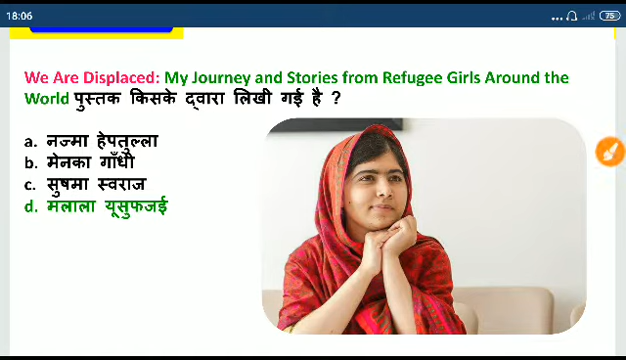 18:06
75
We Are Displaced: My Journey and Stories from Refugee Girls Around the
World पुस्तक किसके द्वारा लिखी गई है ?
a. नज्मा हेपतुल्ला
b. मेनका गाँधी
c. सुषमा स्वराज
d. मलाला यूसुफजई